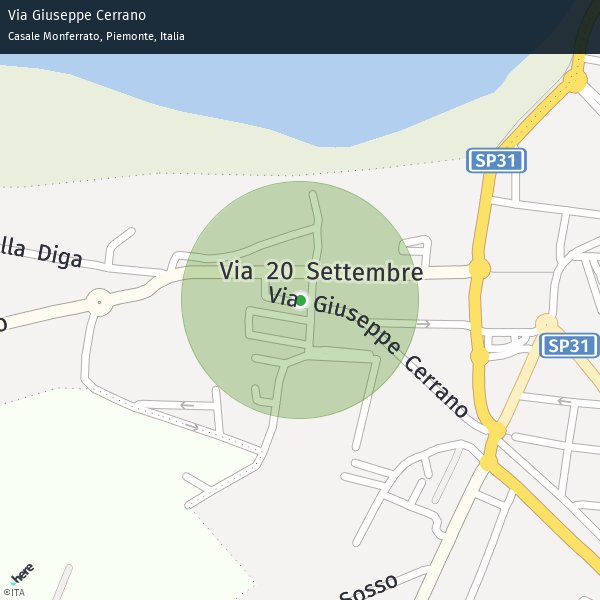 Via Giuseppe Cerrano
Casale Monferrato, Piemonte, Italia
SP31
lla Diga
Via 20 Settembre
Via Giuseppe Cerrano
o
SP31
Sosso
here
©ITA